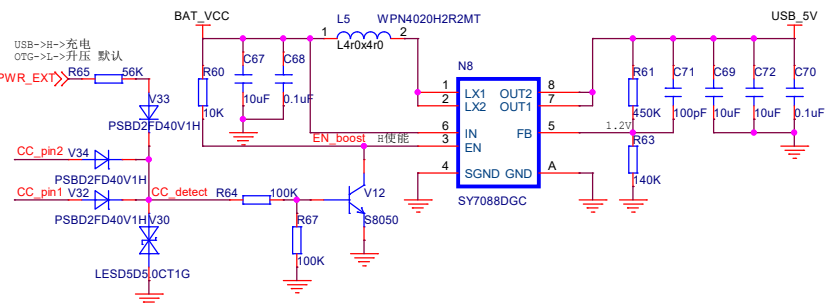 BAT_VCC
L5 WPN4020H2R2MT
USB_5V
1 2
L4r0x4r0
USB->H->充电
OTG->L->升压 默认
PWR_EXT
R65 56K
V33
PSBD2FD40V1H
R60
10K
C67
10uF
C68
0.1uF
N8
1 LX1 OUT2 8
2 LX2 OUT1 7
6 IN FB 5
3 EN
4 SGND GND A
SY7088DGC
R61
450K
C71
100pF
C69
10uF
C72
10uF
C70
0.1uF
1.2V
R63
140K
EN_boost H使能
CC_pin2 V34
PSBD2FD40V1H
CC_pin1 V32
PSBD2FD40V1H
CC_detect
R64 100K
V12
S8050
V30
LESD5D5.0CT1G
R67
100K